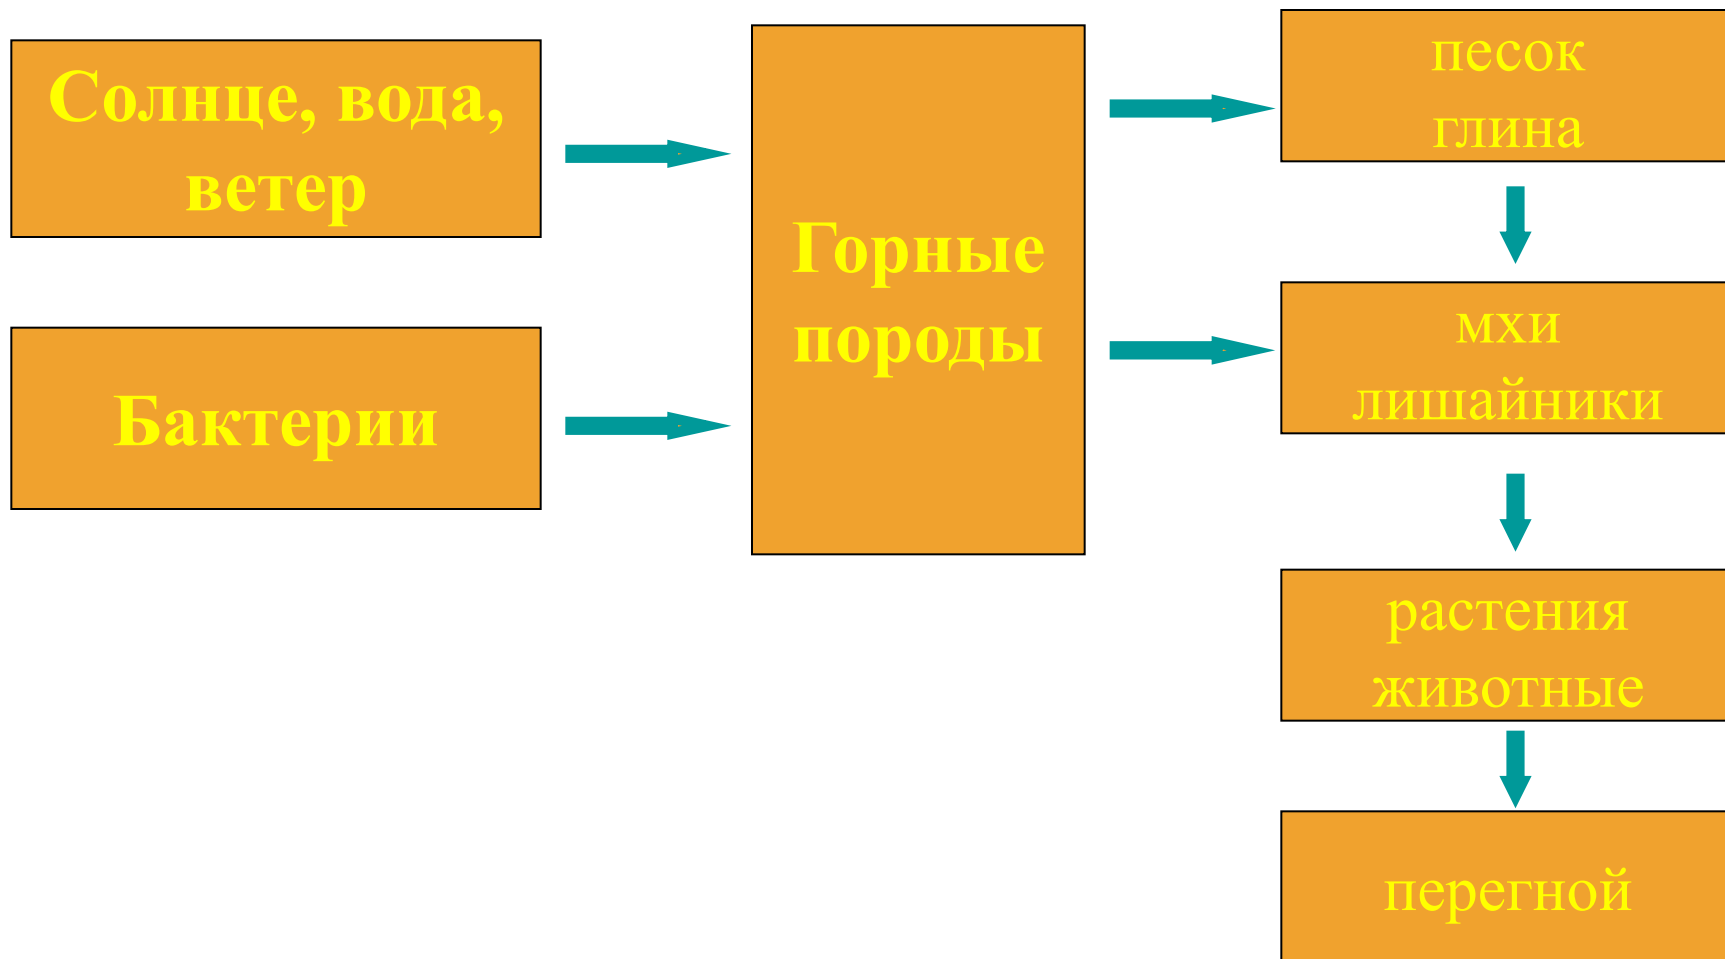 Солнце, вода,
ветер
Бактерии
Горные
породы
песок
глина
мхи
лишайники
растения
животные
перегной